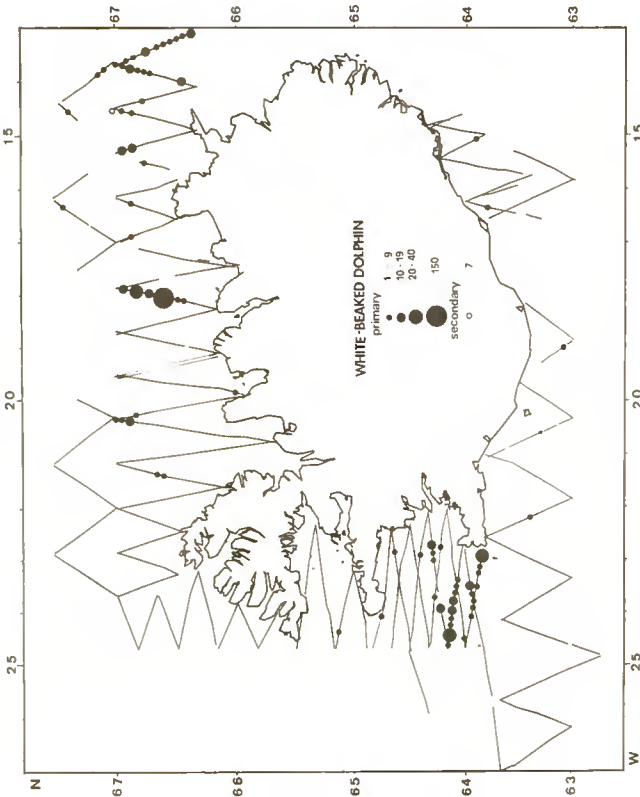 N 25 20 15
67 67
66 66
WHITE-BEAKED DOLPHIN
primary
1 - 9
10 - 19
20 - 40
150
secondary
7
65 65
64 64
63 63
W 25 20 15